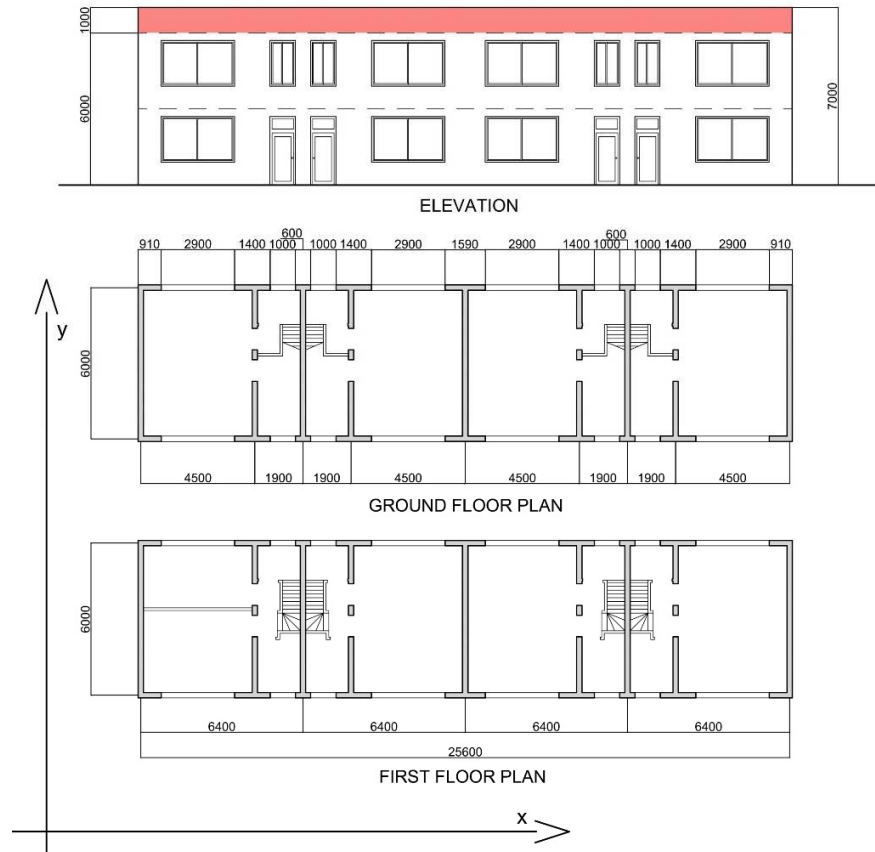 1000
6000
7000
ELEVATION
600 600
910 2900 1400 1000 1000 1400 2900 1590 2900 1400 1000 1000 1400 2900 910
y
6000
4500 1900 1900 4500 4500 1900 1900 4500
GROUND FLOOR PLAN
6000
6400 6400 6400 6400
25600
FIRST FLOOR PLAN
x